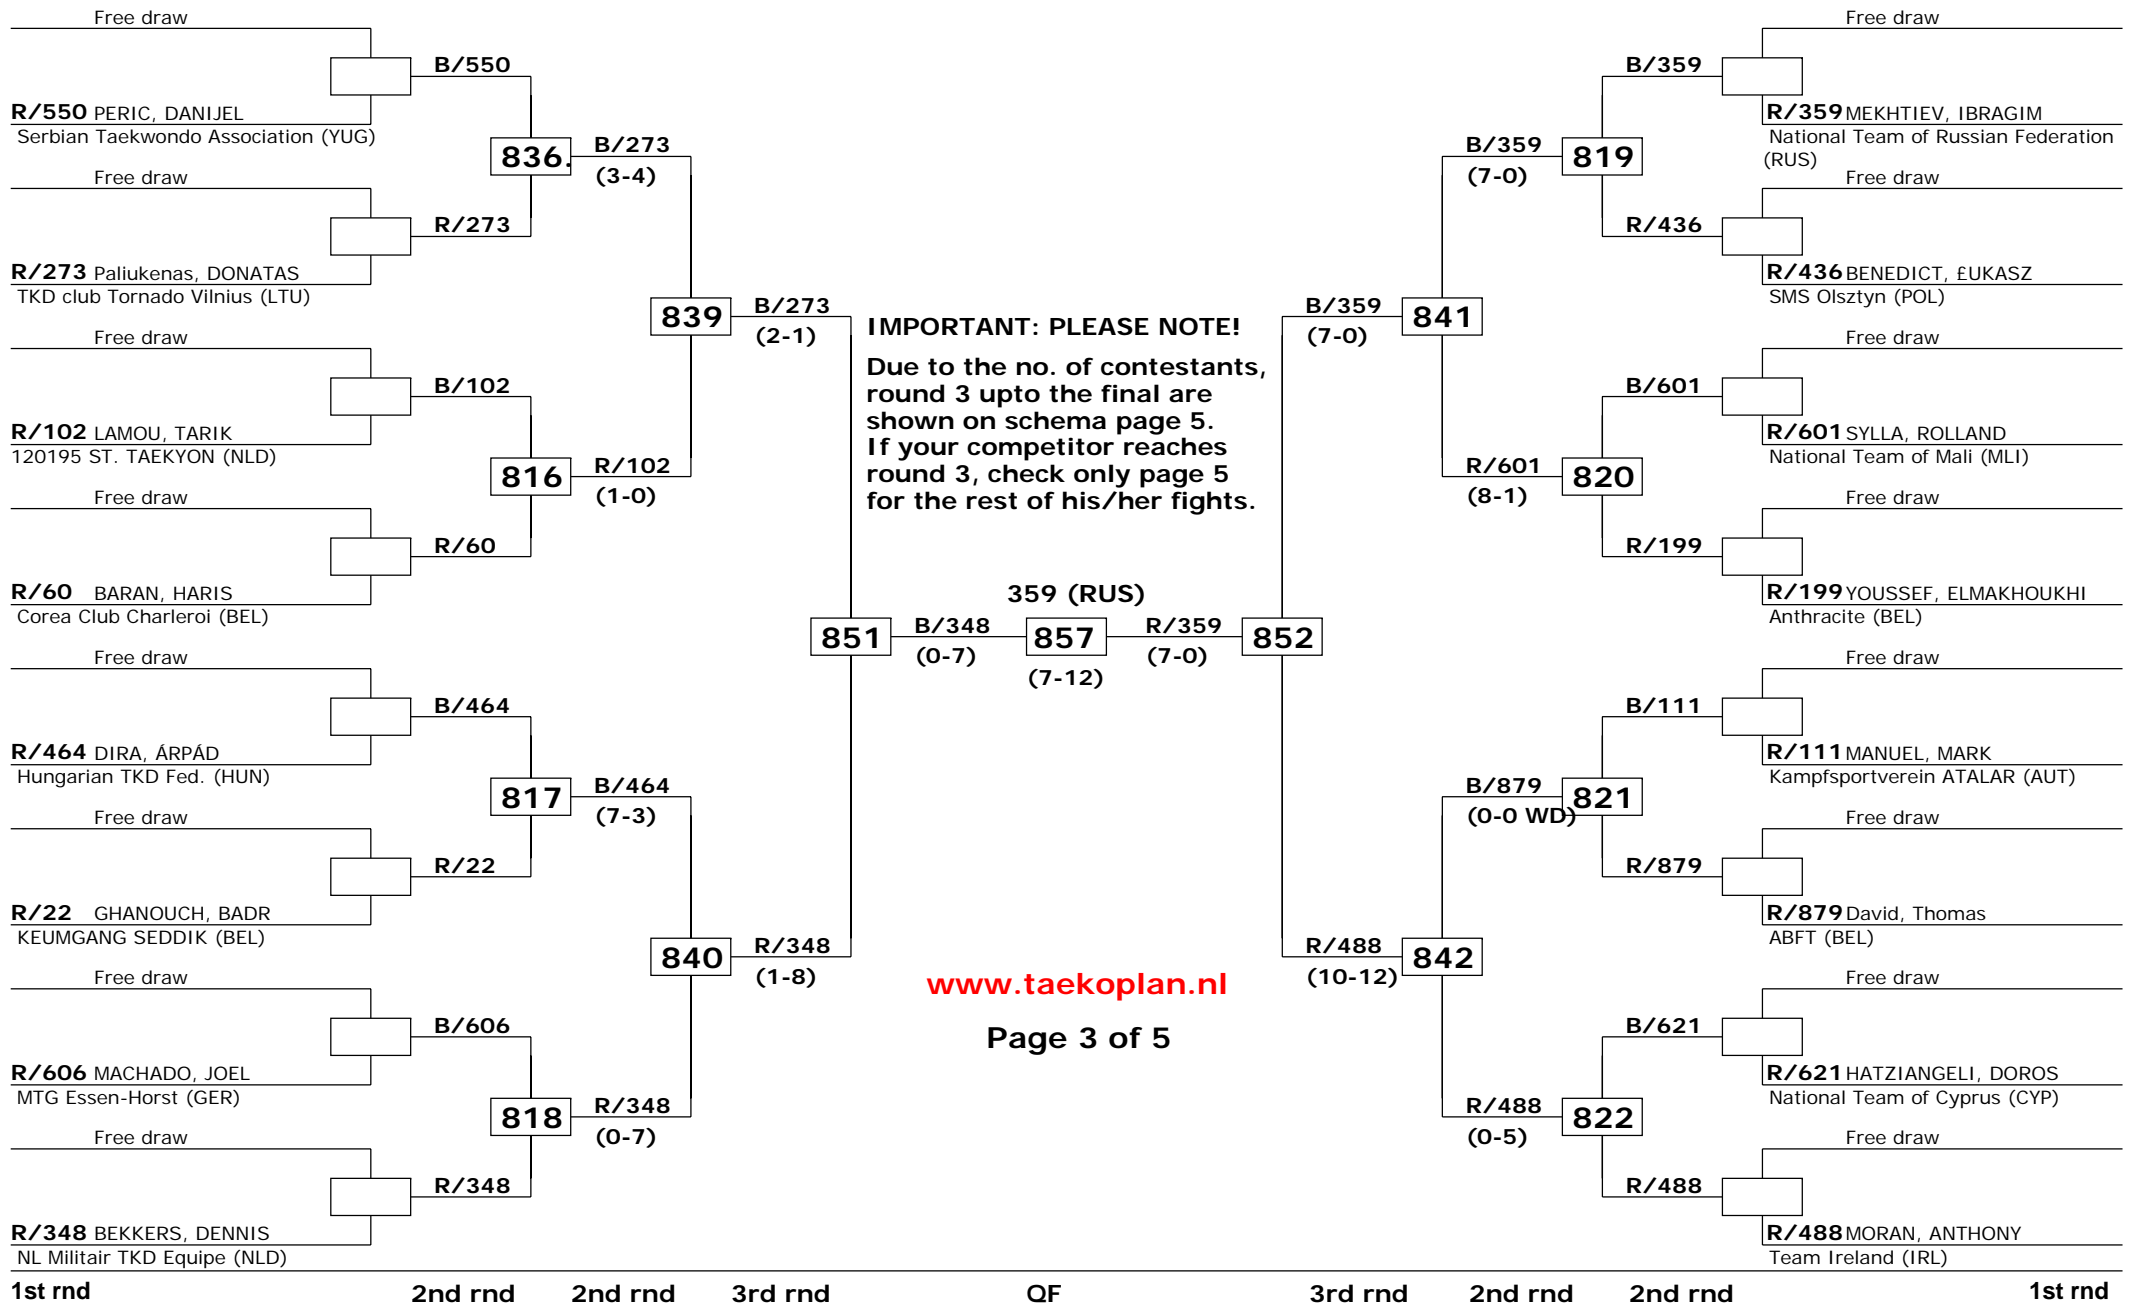 Free draw
B/550
R/550 PERIC, DANIJEL
Serbian Taekwondo Association (YUG)
836.
B/273
(3-4)
Free draw
R/273
R/273 Paliukenas, DONATAS
TKD club Tornado Vilnius (LTU)
839
B/273
(2-1)
Free draw
B/102
R/102 LAMOU, TARIK
120195 ST. TAEKYON (NLD)
816
R/102
(1-0)
Free draw
R/60
R/60 BARAN, HARIS
Corea Club Charleroi (BEL)
851
B/348
(0-7)
Free draw
B/464
R/464 DIRA, ÁRPÁD
Hungarian TKD Fed. (HUN)
817
B/464
(7-3)
Free draw
R/22
R/22 GHANOUCH, BADR
KEUMGANG SEDDIK (BEL)
840
R/348
(1-8)
Free draw
B/606
R/606 MACHADO, JOEL
MTG Essen-Horst (GER)
818
R/348
(0-7)
Free draw
R/348
R/348 BEKKERS, DENNIS
NL Militair TKD Equipe (NLD)
IMPORTANT: PLEASE NOTE!
Due to the no. of contestants,
round 3 upto the final are
shown on schema page 5.
If your competitor reaches
round 3, check only page 5
for the rest of his/her fights.
359 (RUS)
857
(7-12)
www.taekoplan.nl
Page 3 of 5
Free draw
B/359
R/359 MEKHTIEV, IBRAGIM
National Team of Russian Federation
(RUS)
B/359
819
(7-0)
Free draw
R/436
R/436 BENEDICT, £UKASZ
SMS Olsztyn (POL)
B/359
841
(7-0)
Free draw
B/601
R/601 SYLLA, ROLLAND
National Team of Mali (MLI)
R/601
820
(8-1)
Free draw
R/199
R/199 YOUSSEF, ELMAKHOUKHI
Anthracite (BEL)
R/359
852
(7-0)
Free draw
B/111
R/111 MANUEL, MARK
Kampfsportverein ATALAR (AUT)
B/879
821
(0-0 WD)
Free draw
R/879
R/879 David, Thomas
ABFT (BEL)
R/488
842
(10-12)
Free draw
B/621
R/621 HATZIANGELI, DOROS
National Team of Cyprus (CYP)
R/488
822
(0-5)
Free draw
R/488
R/488 MORAN, ANTHONY
Team Ireland (IRL)
1st rnd 2nd rnd 2nd rnd 3rd rnd QF 3rd rnd 2nd rnd 2nd rnd 1st rnd